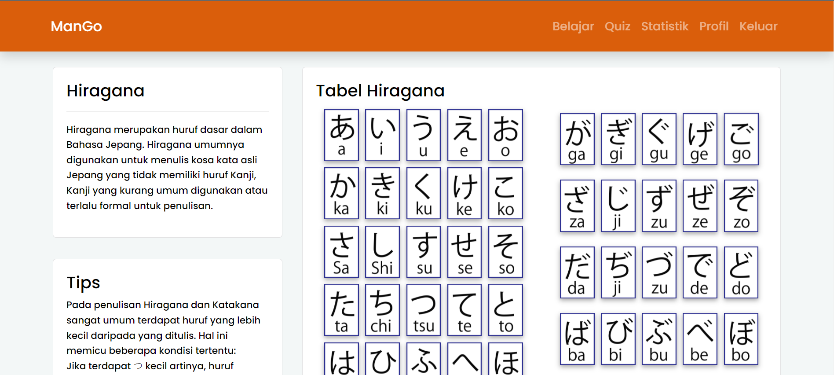 ManGo
Belajar Quiz Statistik Profil Keluar
Hiragana
Hiragana merupakan huruf dasar dalam
Bahasa Jepang. Hiragana umumnya
digunakan untuk menulis kosa kata asli
Jepang yang tidak memiliki huruf Kanji,
Kanji yang kurang umum digunakan atau
terlalu formal untuk penulisan.
Tips
Pada penulisan Hiragana dan Katakana
sangat umum terdapat huruf yang lebih
kecil daripada yang ditulis. Hal ini
memicu beberapa kondisi tertentu:
Jika terdapat つ kecil artinya, huruf
Tabel Hiragana
あ い う え お
a i u e o
か き く け こ
ka ki ku ke ko
さ し す せ そ
Sa Shi su se so
た ち つ て と
ta chi tsu te to
は ひ ふ へ ほ
が ぎ ぐ げ ご
ga gi gu ge go
ざ じ ず ぜ ぞ
za ji zu ze zo
だ ぢ づ で ど
da ji zu de do
ば び ぶ べ ぼ
ba bi bu be bo